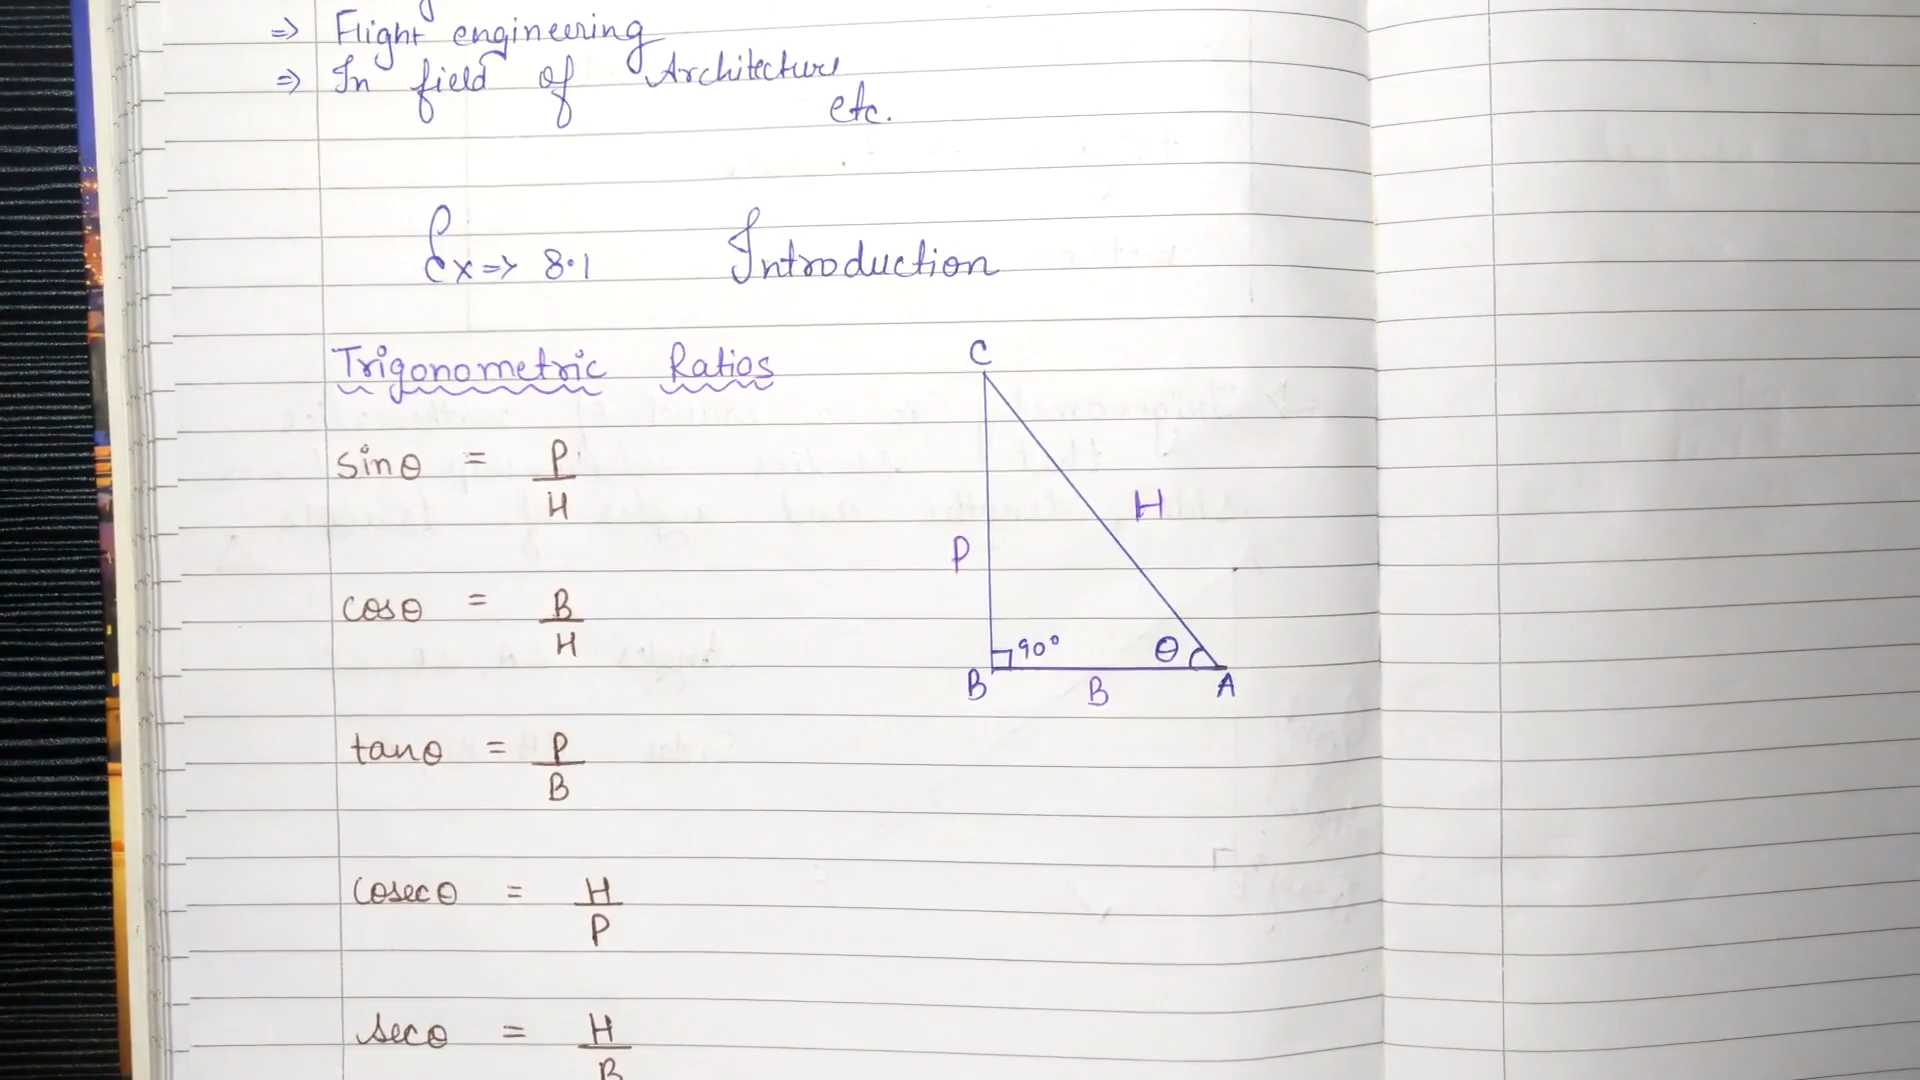 ⇒ Flight engineering
⇒ In field of Architecture
etc.
Ex ⇒ 8.1 Introduction
Trigonometric Ratios
sinθ = P/H
cosθ = B/H
tanθ = P/B
cosecθ = H/P
secθ = H/B
C
H
P
90° θ
B B A